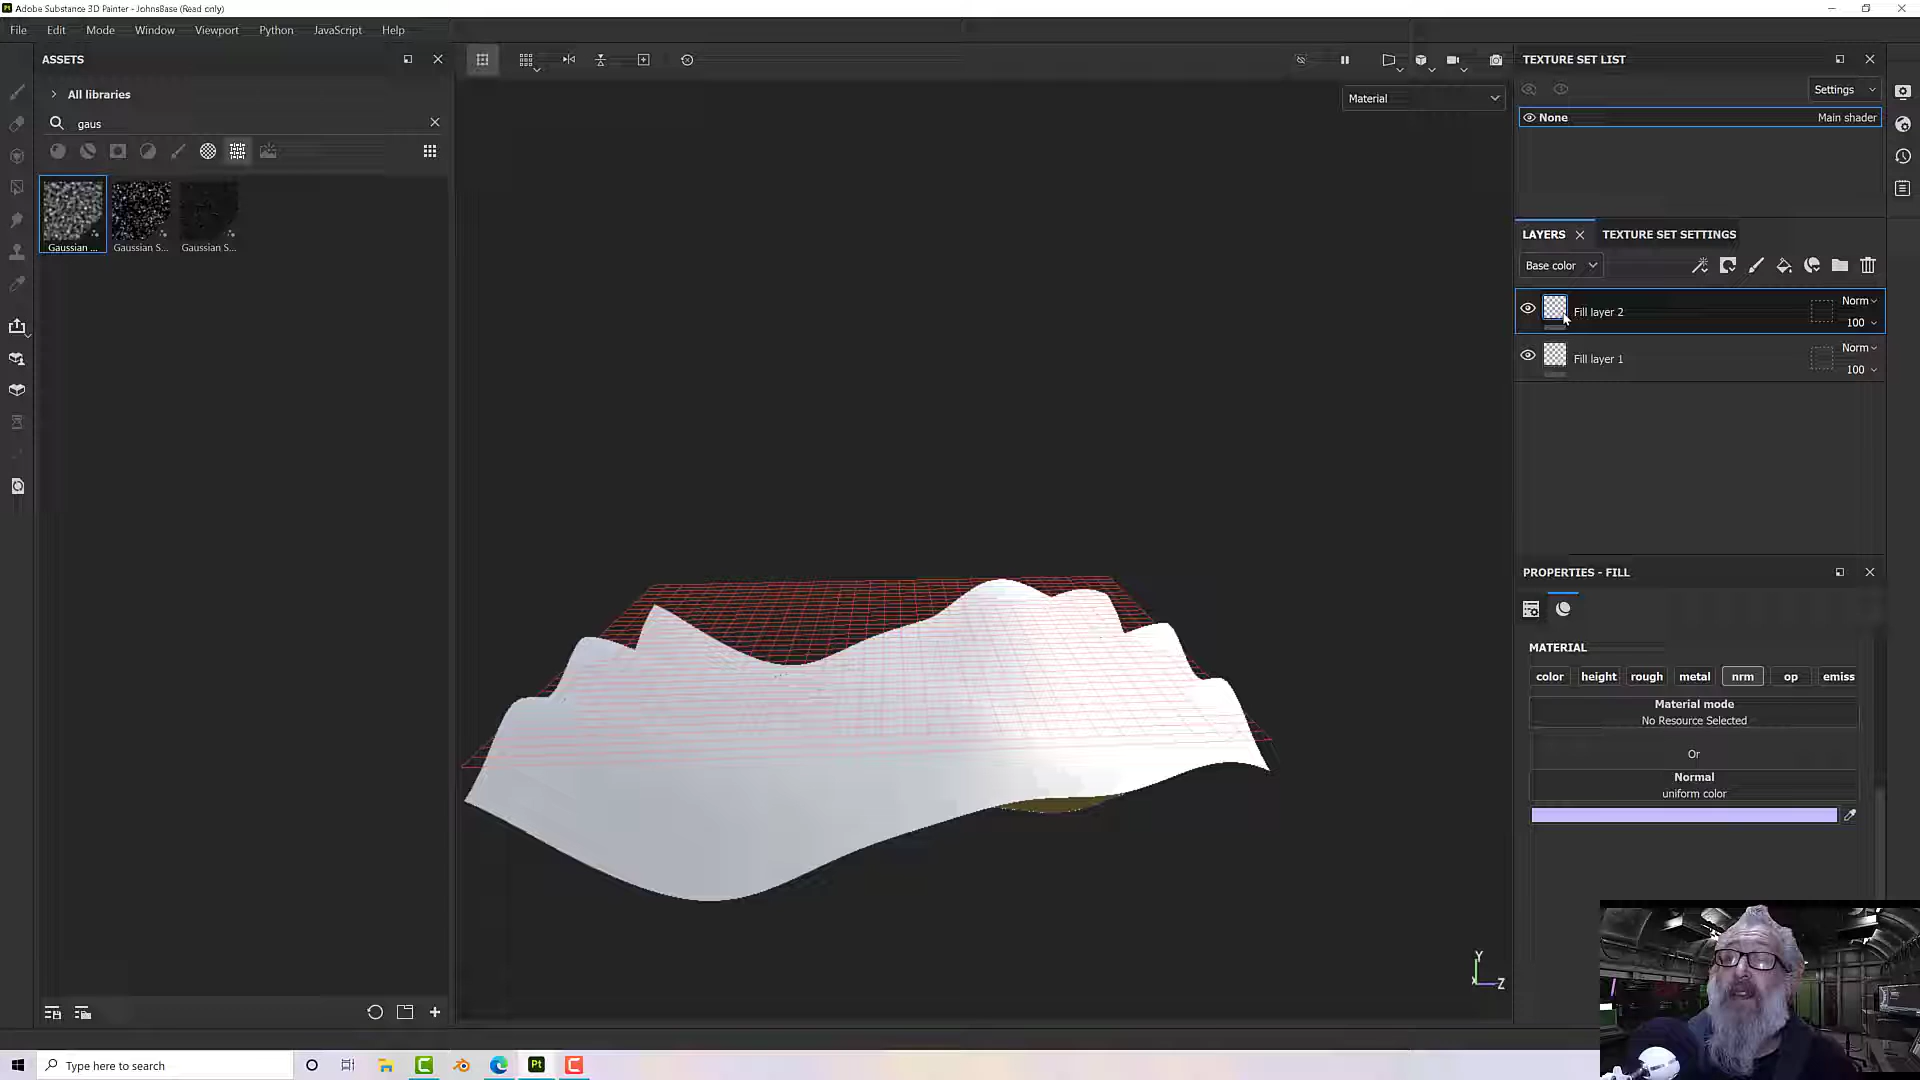 Adobe Substance 3D Painter - JohnsBase (Read only)
File Edit Mode Window Viewport Python JavaScript Help
ASSETS
All libraries
gaus
Gaussian ...
Gaussian S...
Gaussian S...
Material
TEXTURE SET LIST
Settings
None Main shader
LAYERS TEXTURE SET SETTINGS
Base color
Fill layer 2 Norm
100
Fill layer 1 Norm
100
PROPERTIES - FILL
MATERIAL
color height rough metal nrm op emiss
Material mode
No Resource Selected
Or
Normal
uniform color
Y
Z
Type here to search
Pt